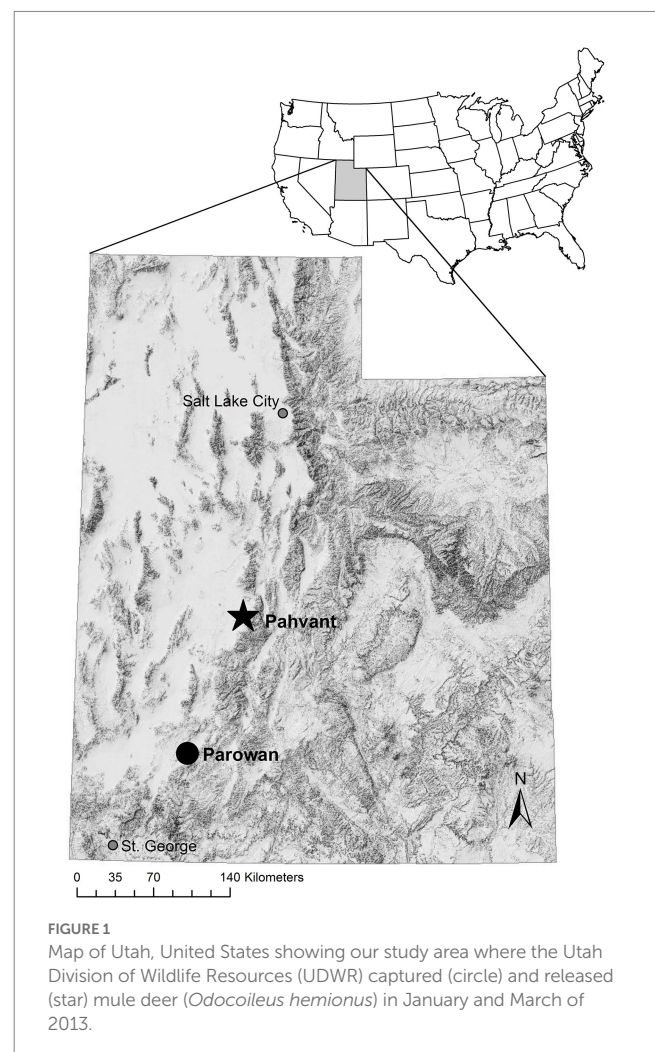 Salt Lake City
Pahvant
Parowan
N
St. George
0 35 70 140 Kilometers
FIGURE 1
Map of Utah, United States showing our study area where the Utah
Division of Wildlife Resources (UDWR) captured (circle) and released
(star) mule deer (Odocoileus hemionus) in January and March of
2013.